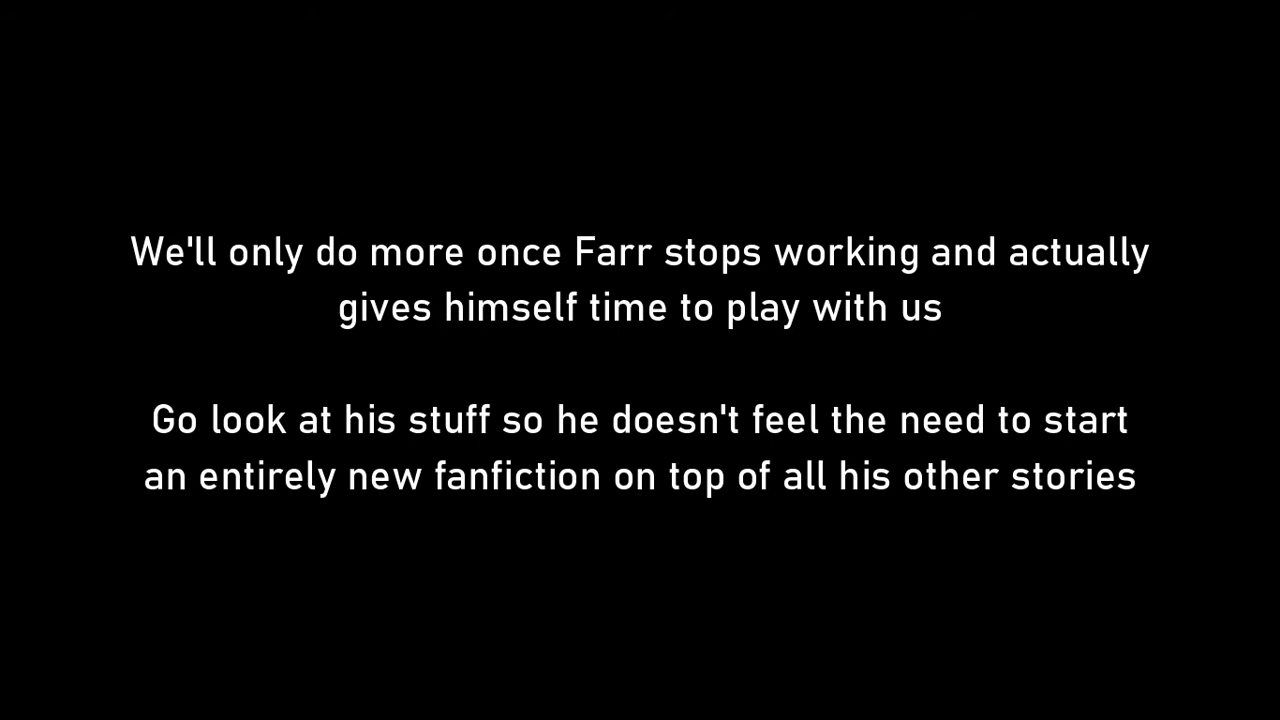 We'll only do more once Farr stops working and actually
gives himself time to play with us
Go look at his stuff so he doesn't feel the need to start
an entirely new fanfiction on top of all his other stories